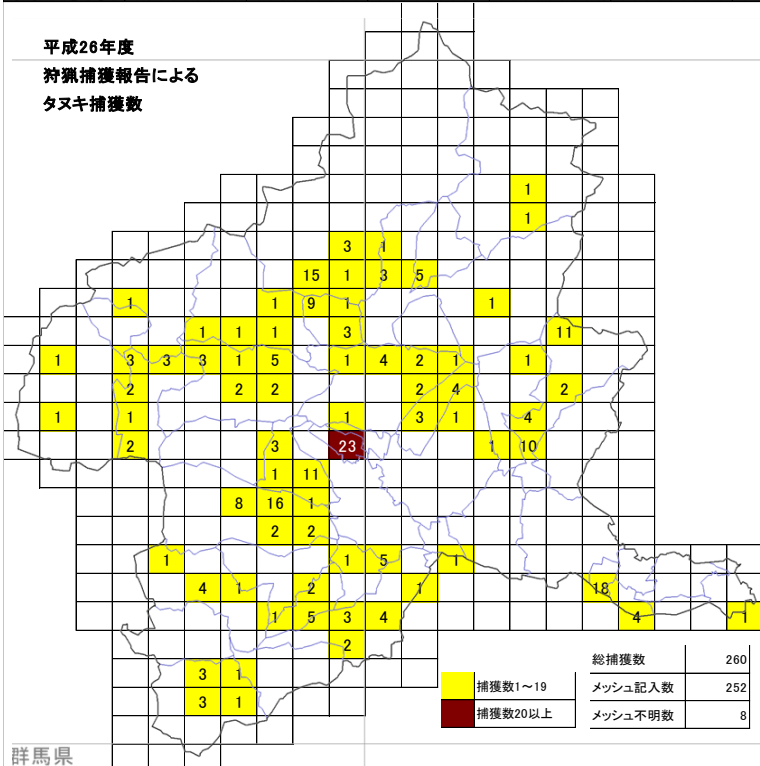 平成26年度
狩猟捕獲報告による
タヌキ捕獲数
1
1
3 1
15 1 3 5
1 1 9 1 1
1 1 1 3 11
1 3 3 3 1 5 1 4 2 1 1
2 2 2 2 4 2
1 1 1 3 1 4
2 3 23 1 10
1 11
8 16 1
2 2
1 1 5 1
4 1 2 1 18
1 5 3 4 4 1
2
3 1
3 1
捕獲数1～19
捕獲数20以上
総捕獲数 260
メッシュ記入数 252
メッシュ不明数 8
群馬県